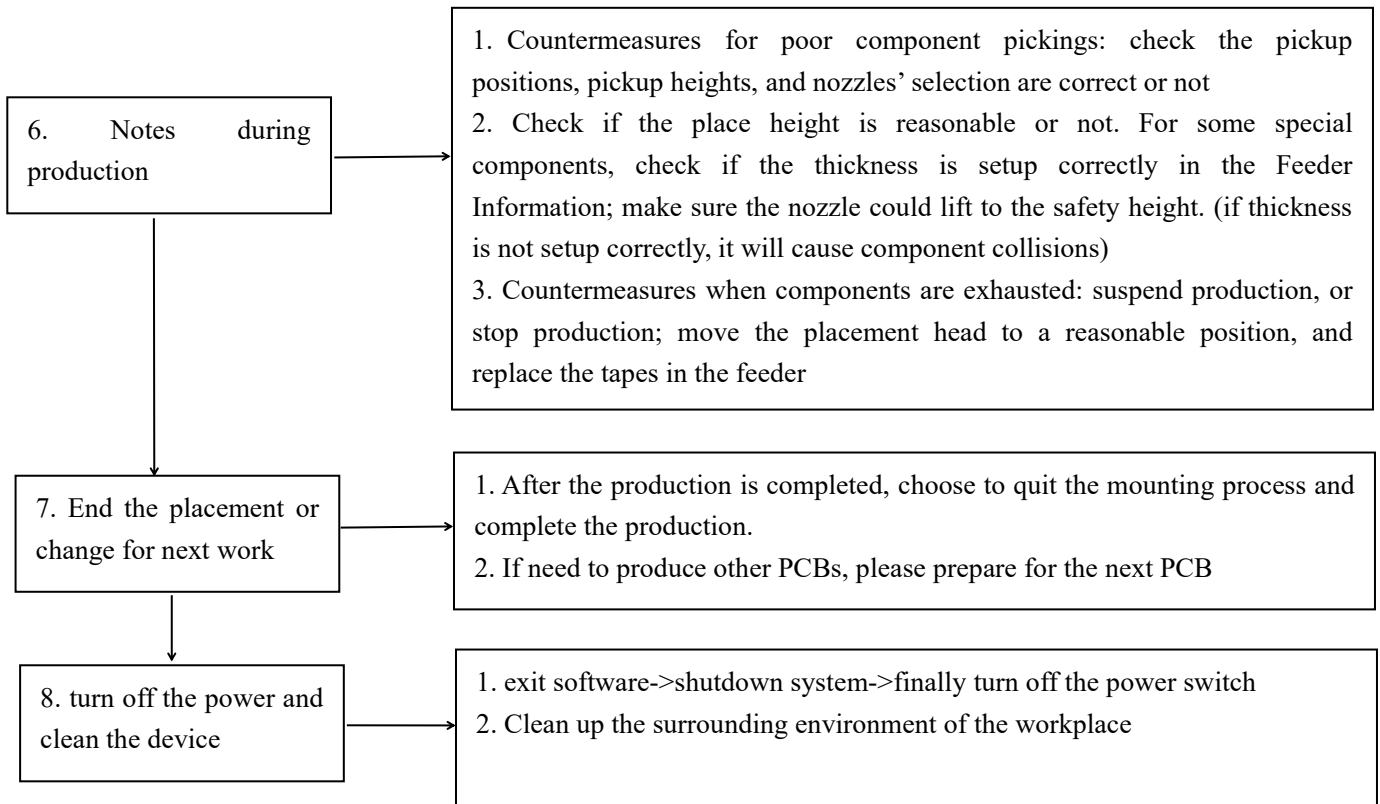 6. Notes during
production
1. Countermeasures for poor component pickings: check the pickup
positions, pickup heights, and nozzles’ selection are correct or not
2. Check if the place height is reasonable or not. For some special
components, check if the thickness is setup correctly in the Feeder
Information; make sure the nozzle could lift to the safety height. (if thickness
is not setup correctly, it will cause component collisions)
3. Countermeasures when components are exhausted: suspend production, or
stop production; move the placement head to a reasonable position, and
replace the tapes in the feeder
7. End the placement or
change for next work
1. After the production is completed, choose to quit the mounting process and
complete the production.
2. If need to produce other PCBs, please prepare for the next PCB
8. turn off the power and
clean the device
1. exit software->shutdown system->finally turn off the power switch
2. Clean up the surrounding environment of the workplace